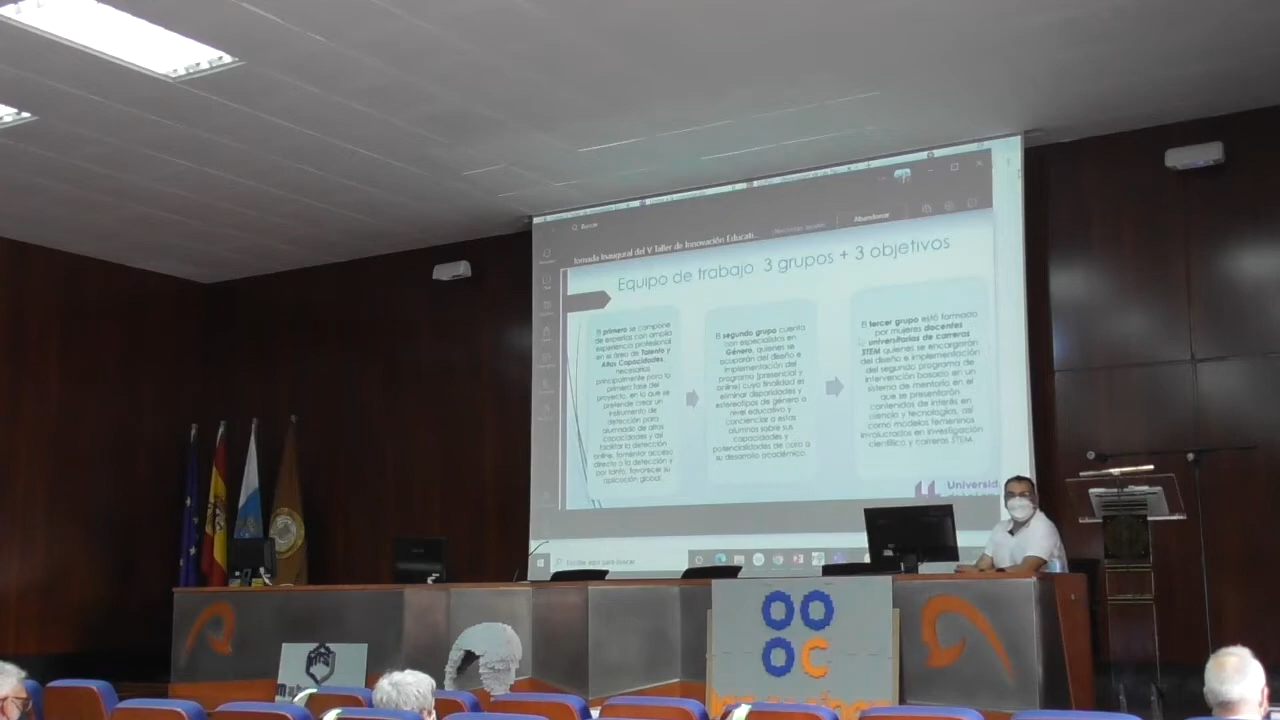 Buscar
Abandonar
Jornada Inaugural del V Taller de Innovación Educati...
Equipo de trabajo 3 grupos + 3 objetivos
El primero se compone
de expertos con amplia
experiencia profesional
en el área de Talento y
Altas Capacidades,
necesarias
principalmente para la
primera fase del
proyecto, en la que se
pretende crear un
instrumento de
detección para
alumnado de altas
capacidades y así
facilitar la detección
online, fomentar acceso
directo a la detección y
por tanto, favorecer su
aplicación global.
El segundo grupo cuenta
con especialistas en
Género, quienes se
ocuparán del diseño e
implementación del
programa (presencial y
online) cuya finalidad es
eliminar disparidades y
estereotipos de género a
nivel educativo y
concienciar a estas
alumnas sobre sus
capacidades y
potencialidades de cara a
su desarrollo académico.
El tercer grupo está formado
por mujeres docentes
universitarias de carreras
STEM quienes se encargarán
del diseño e implementación
del segundo programa de
intervención basado en un
sistema de mentoría en el
que se presentarán
contenidos de interés en
ciencia y tecnologías, así
como modelos femeninos
involucrados en investigación
científica y carreras STEM.
Universid
Escribe aquí para buscar
C